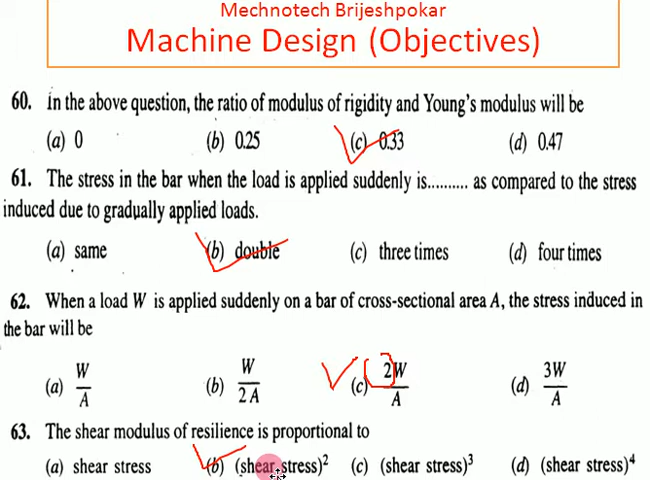 Mechnotech Brijeshpokar
Machine Design (Objectives)
60. In the above question, the ratio of modulus of rigidity and Young's modulus will be
(a) 0 (b) 0.25 (c) 0.33 (d) 0.47
61. The stress in the bar when the load is applied suddenly is.......... as compared to the stress
induced due to gradually applied loads.
(a) same (b) double (c) three times (d) four times
62. When a load W is applied suddenly on a bar of cross-sectional area A, the stress induced in
the bar will be
(a) W/A (b) W/2A (c) 2W/A (d) 3W/A
63. The shear modulus of resilience is proportional to
(a) shear stress (b) (shear stress)² (c) (shear stress)³ (d) (shear stress)⁴